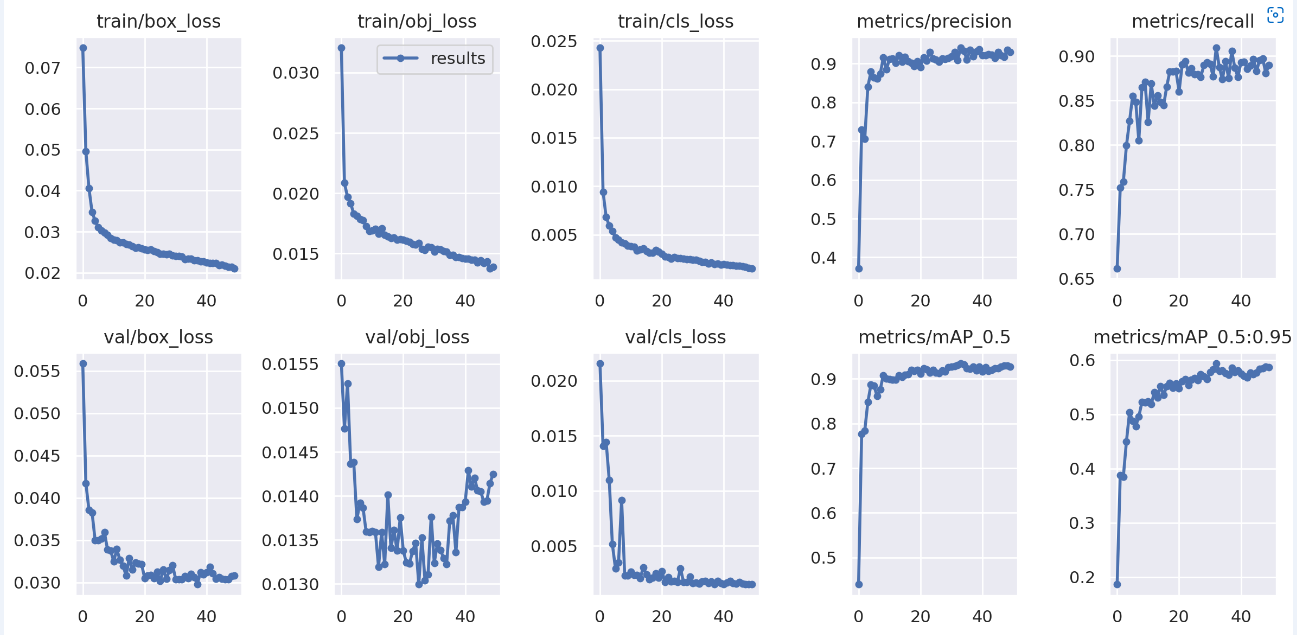 train/box_loss
0.07
0.06
0.05
0.04
0.03
0.02
0 20 40
train/obj_loss
results
0.030
0.025
0.020
0.015
0 20 40
train/cls_loss
0.025
0.020
0.015
0.010
0.005
0 20 40
metrics/precision
0.9
0.8
0.7
0.6
0.5
0.4
0 20 40
metrics/recall
0.90
0.85
0.80
0.75
0.70
0.65
0 20 40
val/box_loss
0.055
0.050
0.045
0.040
0.035
0.030
0 20 40
val/obj_loss
0.0155
0.0150
0.0145
0.0140
0.0135
0.0130
0 20 40
val/cls_loss
0.020
0.015
0.010
0.005
0 20 40
metrics/mAP_0.5
0.9
0.8
0.7
0.6
0.5
0 20 40
metrics/mAP_0.5:0.95
0.6
0.5
0.4
0.3
0.2
0 20 40